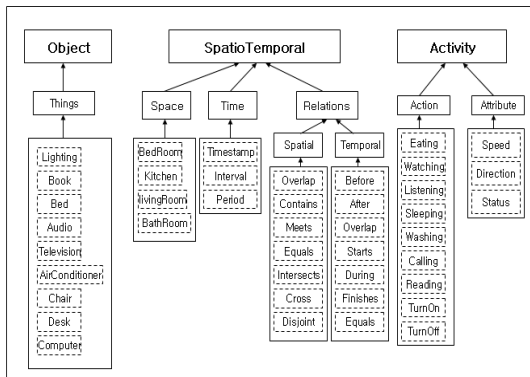 Object
SpatioTemporal
Activity
Things
Space
Time
Relations
Action
Attribute
Spatial
Temporal
Lighting
Book
Bed
Audio
Television
AirConditioner
Chair
Desk
Computer
BedRoom
Kitchen
livingRoom
BathRoom
Timestamp
Interval
Period
Overlap
Contains
Meets
Equals
Intersects
Cross
Disjoint
Before
After
Overlap
Starts
During
Finishes
Equals
Eating
Watching
Listening
Sleeping
Washing
Calling
Reading
TurnOn
TurnOff
Speed
Direction
Status